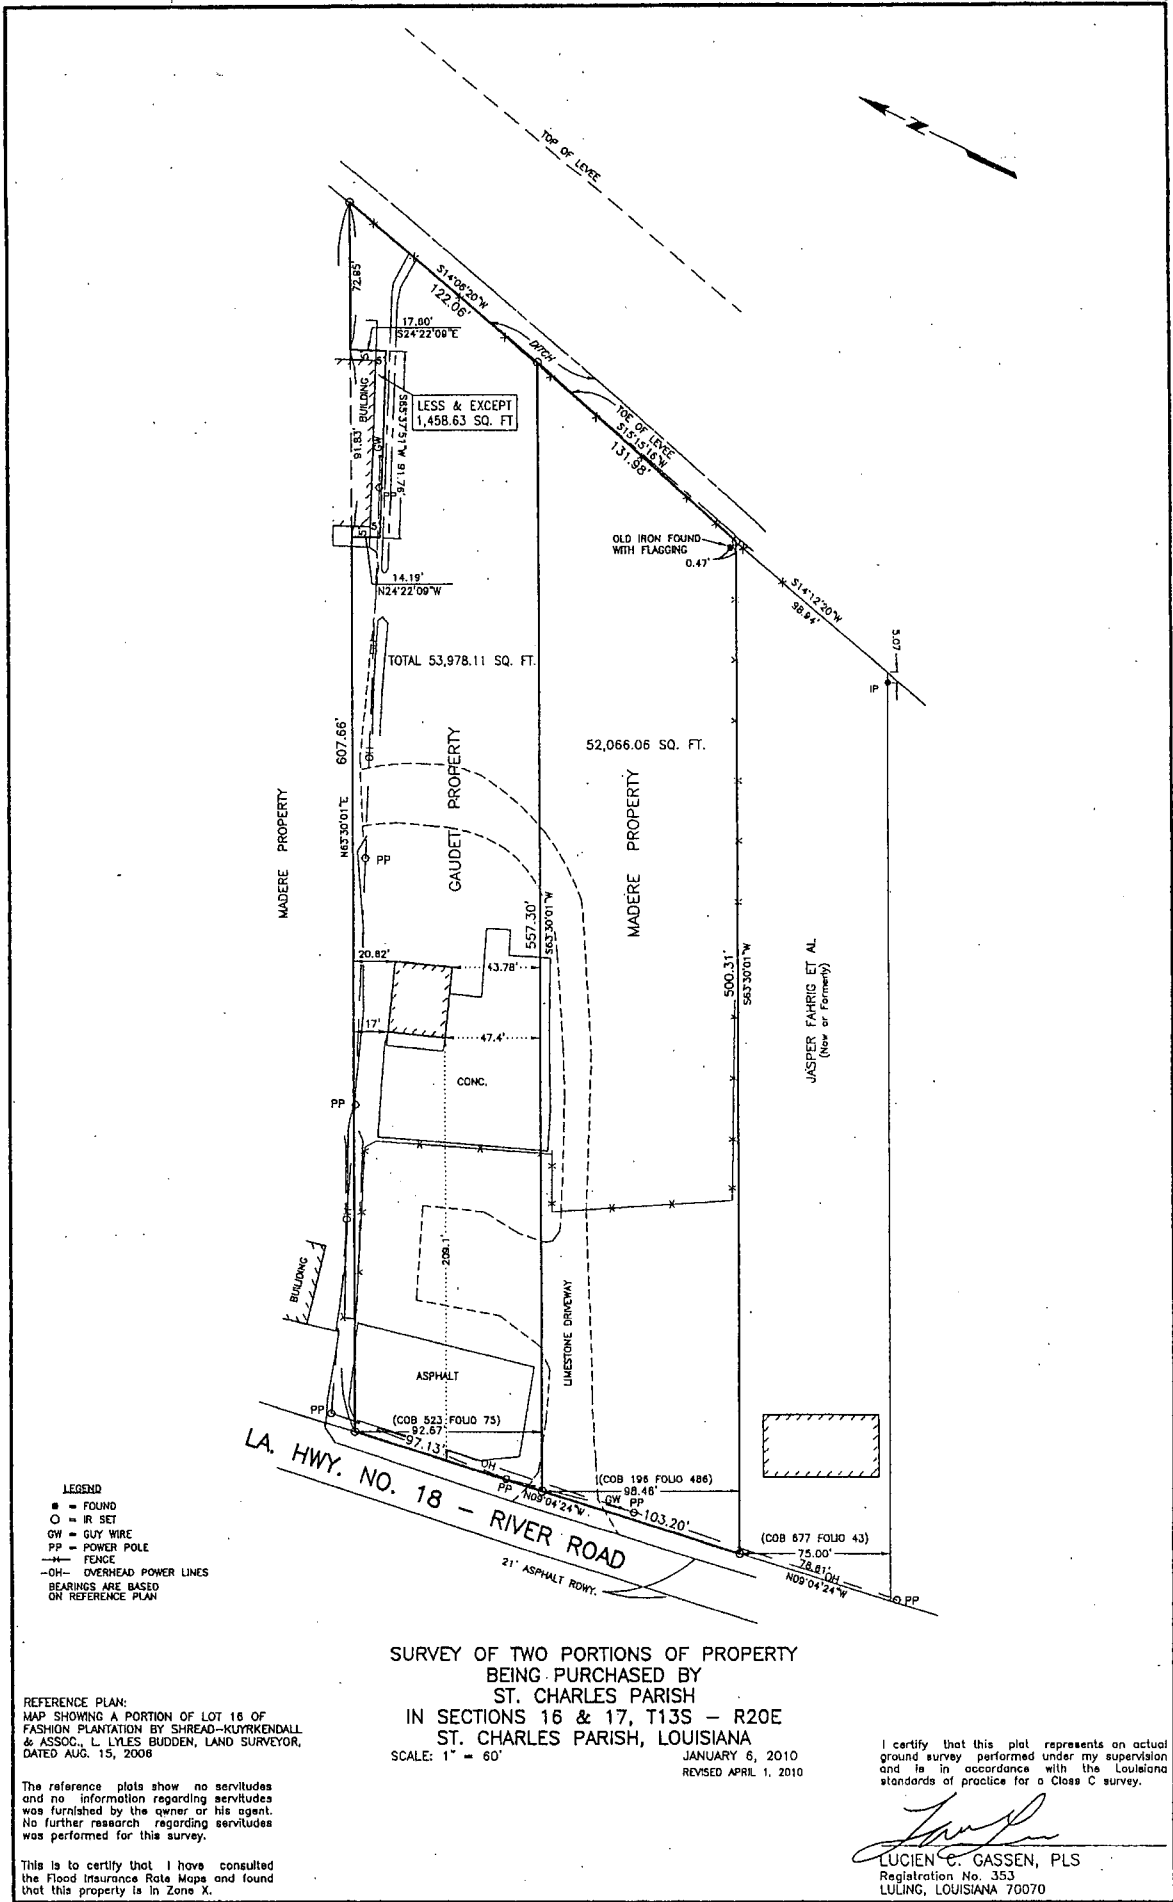 TOP OF LEVEE
N
72.85'
S14°06'20"W
122.06'
17.60'
S24°22'09"E
DITCH
BUILDING
LESS & EXCEPT
1,458.63 SQ. FT.
91.83'
GW
S65°37'51"W 91.76'
TOE OF LEVEE
S15°15'16"W
131.98'
5'
5'
OLD IRON FOUND
WITH FLAGGING
0.47'
14.19'
N24°22'09"W
S14°12'20"W
98.94'
5.07'
IP
OH
TOTAL 53,978.11 SQ. FT.
52,066.06 SQ. FT.
607.66'
N63°30'01"E
OH
MADERE PROPERTY
GAUDET PROPERTY
MADERE PROPERTY
PP
557.30'
S63°30'01"W
500.31'
S63°30'01"W
JASPER FAHRIG ET AL
(Now or Formerly)
20.82'
43.78'
17'
47.4'
CONC.
PP
OH
209.1'
BUILDING
LIMESTONE DRIVEWAY
ASPHALT
PP
(COB 523 FOLIO 75)
92.67'
97.13'
OH
PP
N09°04'24"W
(COB 196 FOLIO 486)
98.46'
GW
PP
103.20'
(COB 677 FOLIO 43)
75.00'
78.61'
OH
N09°04'24"W
PP
LA. HWY. NO. 18 - RIVER ROAD
21' ASPHALT RDWY.
LEGEND
● = FOUND
○ = IR SET
GW = GUY WIRE
PP = POWER POLE
—x— FENCE
-OH- OVERHEAD POWER LINES
BEARINGS ARE BASED
ON REFERENCE PLAN
SURVEY OF TWO PORTIONS OF PROPERTY
BEING PURCHASED BY
ST. CHARLES PARISH
IN SECTIONS 16 & 17, T13S - R20E
ST. CHARLES PARISH, LOUISIANA
SCALE: 1" = 60'
JANUARY 6, 2010
REVISED APRIL 1, 2010
REFERENCE PLAN:
MAP SHOWING A PORTION OF LOT 16 OF
FASHION PLANTATION BY SHREAD-KUYRKENDALL
& ASSOC., L. LYLES BUDDEN, LAND SURVEYOR,
DATED AUG. 15, 2006
The reference plats show no servitudes
and no information regarding servitudes
was furnished by the owner or his agent.
No further research regarding servitudes
was performed for this survey.
This is to certify that I have consulted
the Flood Insurance Rate Maps and found
that this property is in Zone X.
I certify that this plat represents an actual
ground survey performed under my supervision
and is in accordance with the Louisiana
standards of practice for a Class C survey.
LUCIEN C. GASSEN, PLS
Registration No. 353
LULING, LOUISIANA 70070